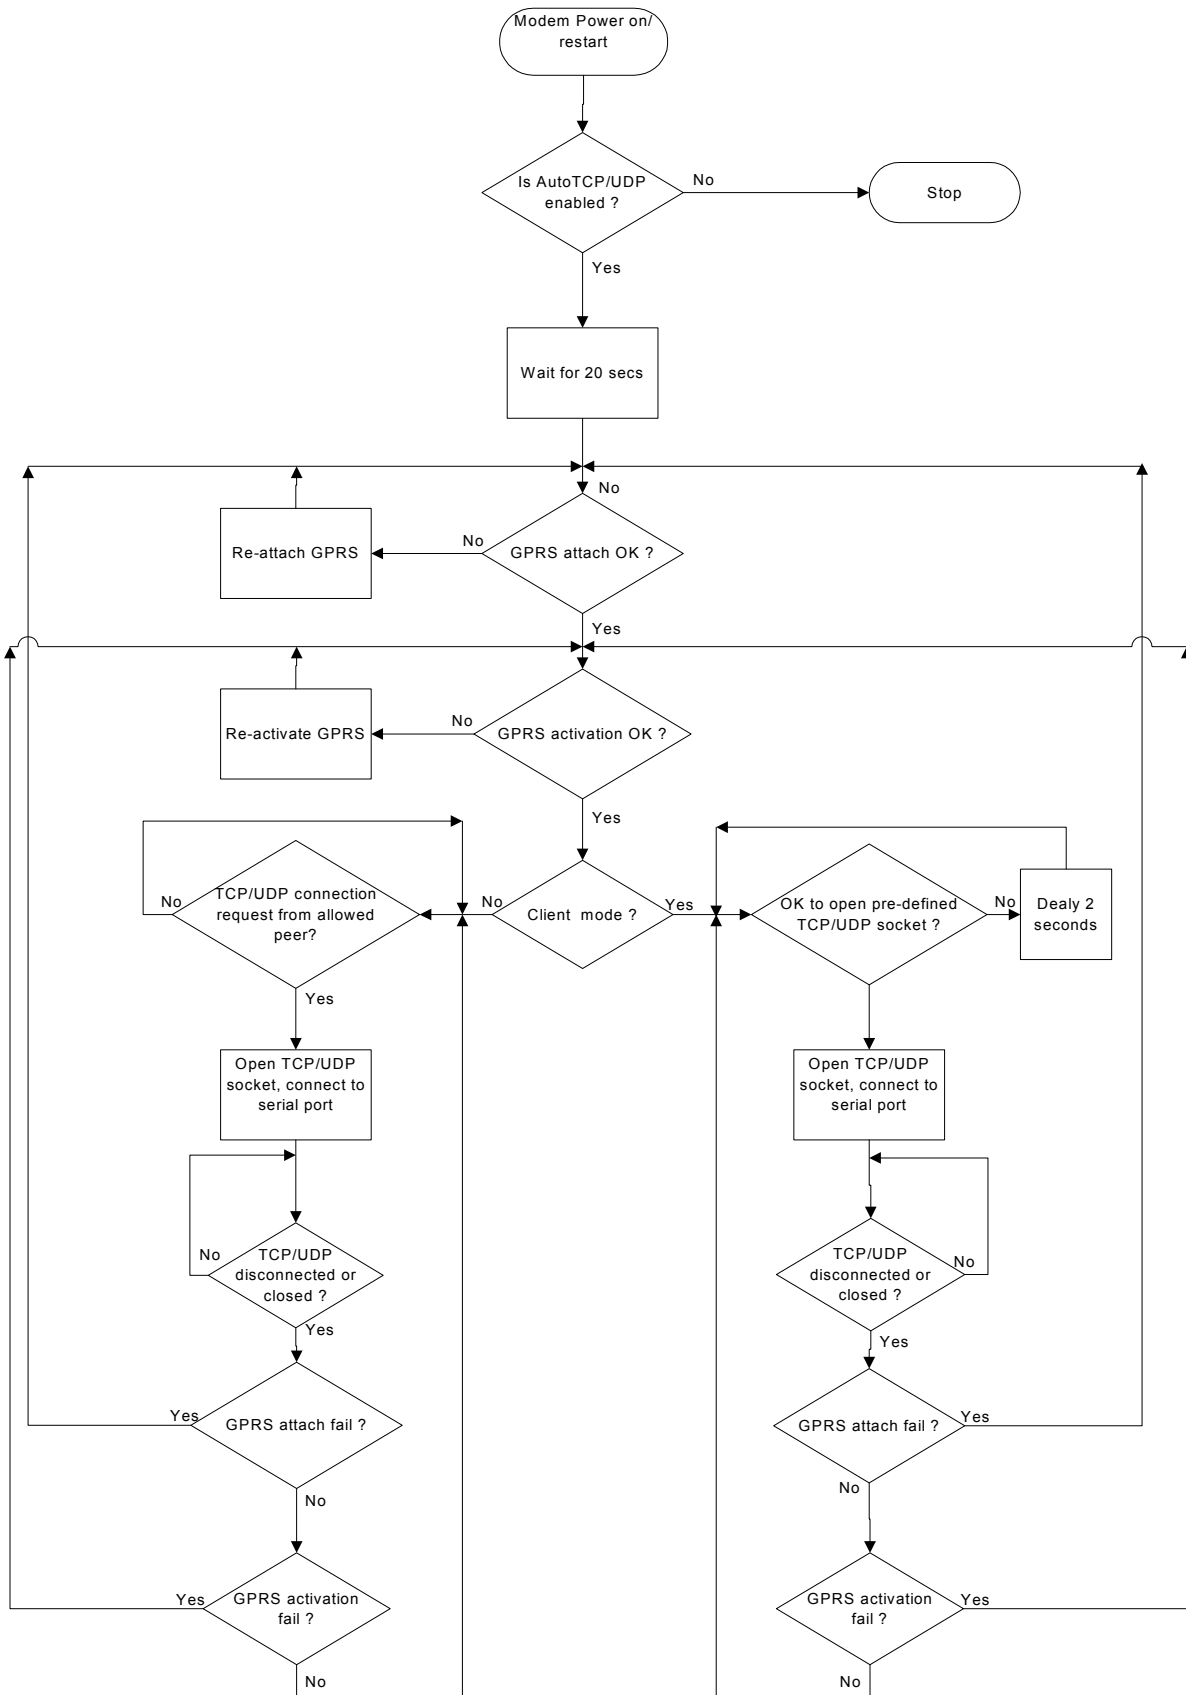 Modem Power on/
restart
Is AutoTCP/UDP
enabled ?
No
Stop
Yes
Wait for 20 secs
No
Re-attach GPRS
No
GPRS attach OK ?
Yes
Re-activate GPRS
No
GPRS activation OK ?
Yes
No
TCP/UDP connection
request from allowed
peer?
No
Client mode ?
Yes
OK to open pre-defined
TCP/UDP socket ?
No
Dealy 2
seconds
Yes
Open TCP/UDP
socket, connect to
serial port
Open TCP/UDP
socket, connect to
serial port
No
TCP/UDP
disconnected or
closed ?
TCP/UDP
disconnected or
closed ?
No
Yes
Yes
Yes
GPRS attach fail ?
GPRS attach fail ?
Yes
No
No
Yes
GPRS activation
fail ?
GPRS activation
fail ?
Yes
No
No